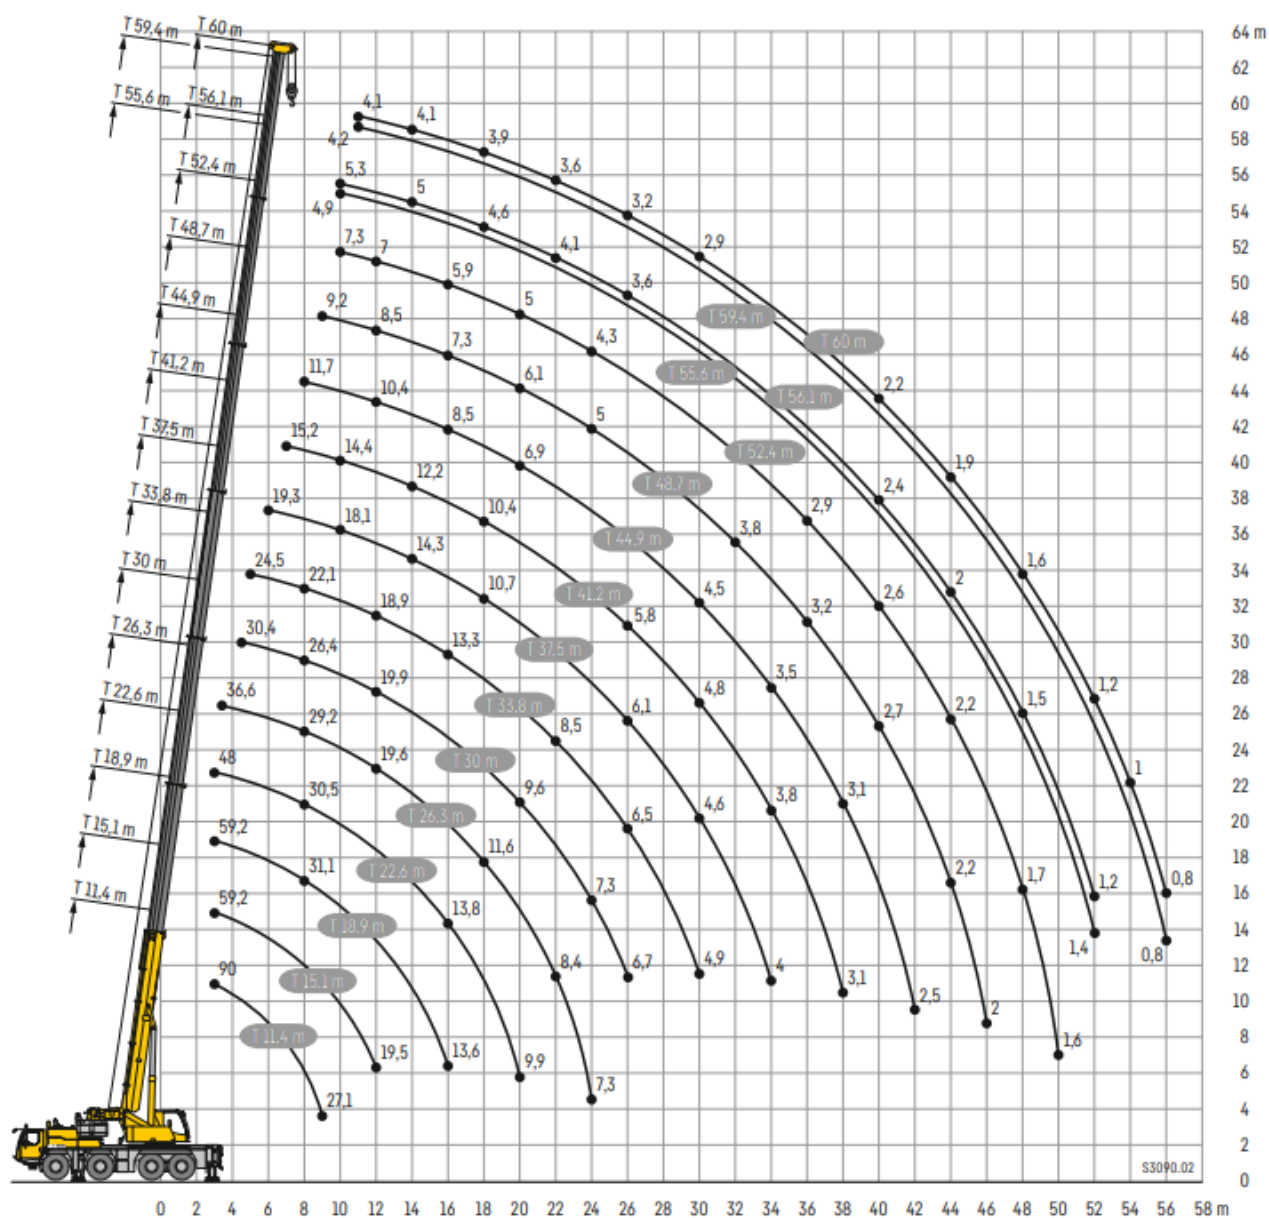 T 59,4 m T 60 m 64 m
62
T 55,6 m T 56,1 m 60
4,1 4,1
4,2 3,9 58
T 52,4 m 5,3 5 3,6 56
4,9 4,6 3,2 54
T 48,7 m 7,3 7 4,1 2,9 52
5,9 3,6 50
T 44,9 m 9,2 8,5 5 T 59,4 m 48
7,3 4,3 T 60 m 46
T 41,2 m 11,7 10,4 6,1 T 55,6 m T 56,1 m 2,2 44
15,2 8,5 5 42
T 37,5 m 14,4 12,2 6,9 T 52,4 m 1,9 40
T 33,8 m 19,3 10,4 T 48,7 m 2,4 38
18,1 14,3 T 44,9 m 3,8 2,9 36
T 30 m 24,5 22,1 10,7 1,6 34
18,9 T 41,2 m 4,5 3,2 2,6 2 32
T 26,3 m 30,4 26,4 13,3 T 37,5 m 5,8 30
T 22,6 m 36,6 19,9 4,8 3,5 28
29,2 T 33,8 m 8,5 6,1 2,7 2,2 1,5 1,2 26
T 18,9 m 48 19,6 T 30 m 24
30,5 9,6 3,8 3,1 1 22
T 15,1 m 59,2 T 26,3 m 6,5 4,6 20
31,1 11,6 18
T 11,4 m 59,2 T 22,6 m 7,3 2,2 1,7 1,2 0,8 16
T 18,9 m 13,8 1,4 0,8 14
90 T 15,1 m 8,4 6,7 4,9 4 3,1 12
2,5 2 10
T 11,4 m 19,5 13,6 9,9 1,6 8
7,3 6
27,1 4
2
S3090.02
0
0 2 4 6 8 10 12 14 16 18 20 22 24 26 28 30 32 34 36 38 40 42 44 46 48 50 52 54 56 58 m